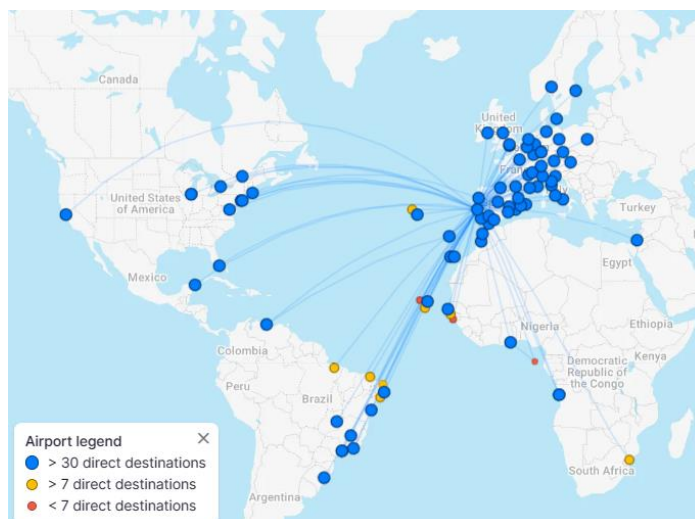 Canada
United
Kingdom
United States
of America
Turkey
Mexico
Egypt
Colombia
Nigeria
Ethiopia
Democratic
Republic of
the Congo
Kenya
Peru
Brazil
South Africa
Argentina
Airport legend
> 30 direct destinations
> 7 direct destinations
< 7 direct destinations